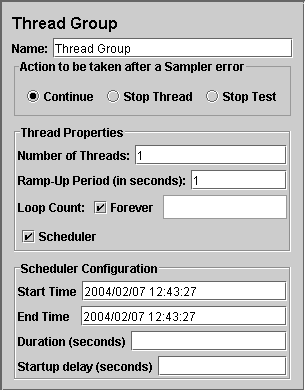 Thread Group
Name: Thread Group
Action to be taken after a Sampler error
Continue Stop Thread Stop Test
Thread Properties
Number of Threads: 1
Ramp-Up Period (in seconds): 1
Loop Count: Forever
Scheduler
Scheduler Configuration
Start Time 2004/02/07 12:43:27
End Time 2004/02/07 12:43:27
Duration (seconds)
Startup delay (seconds)